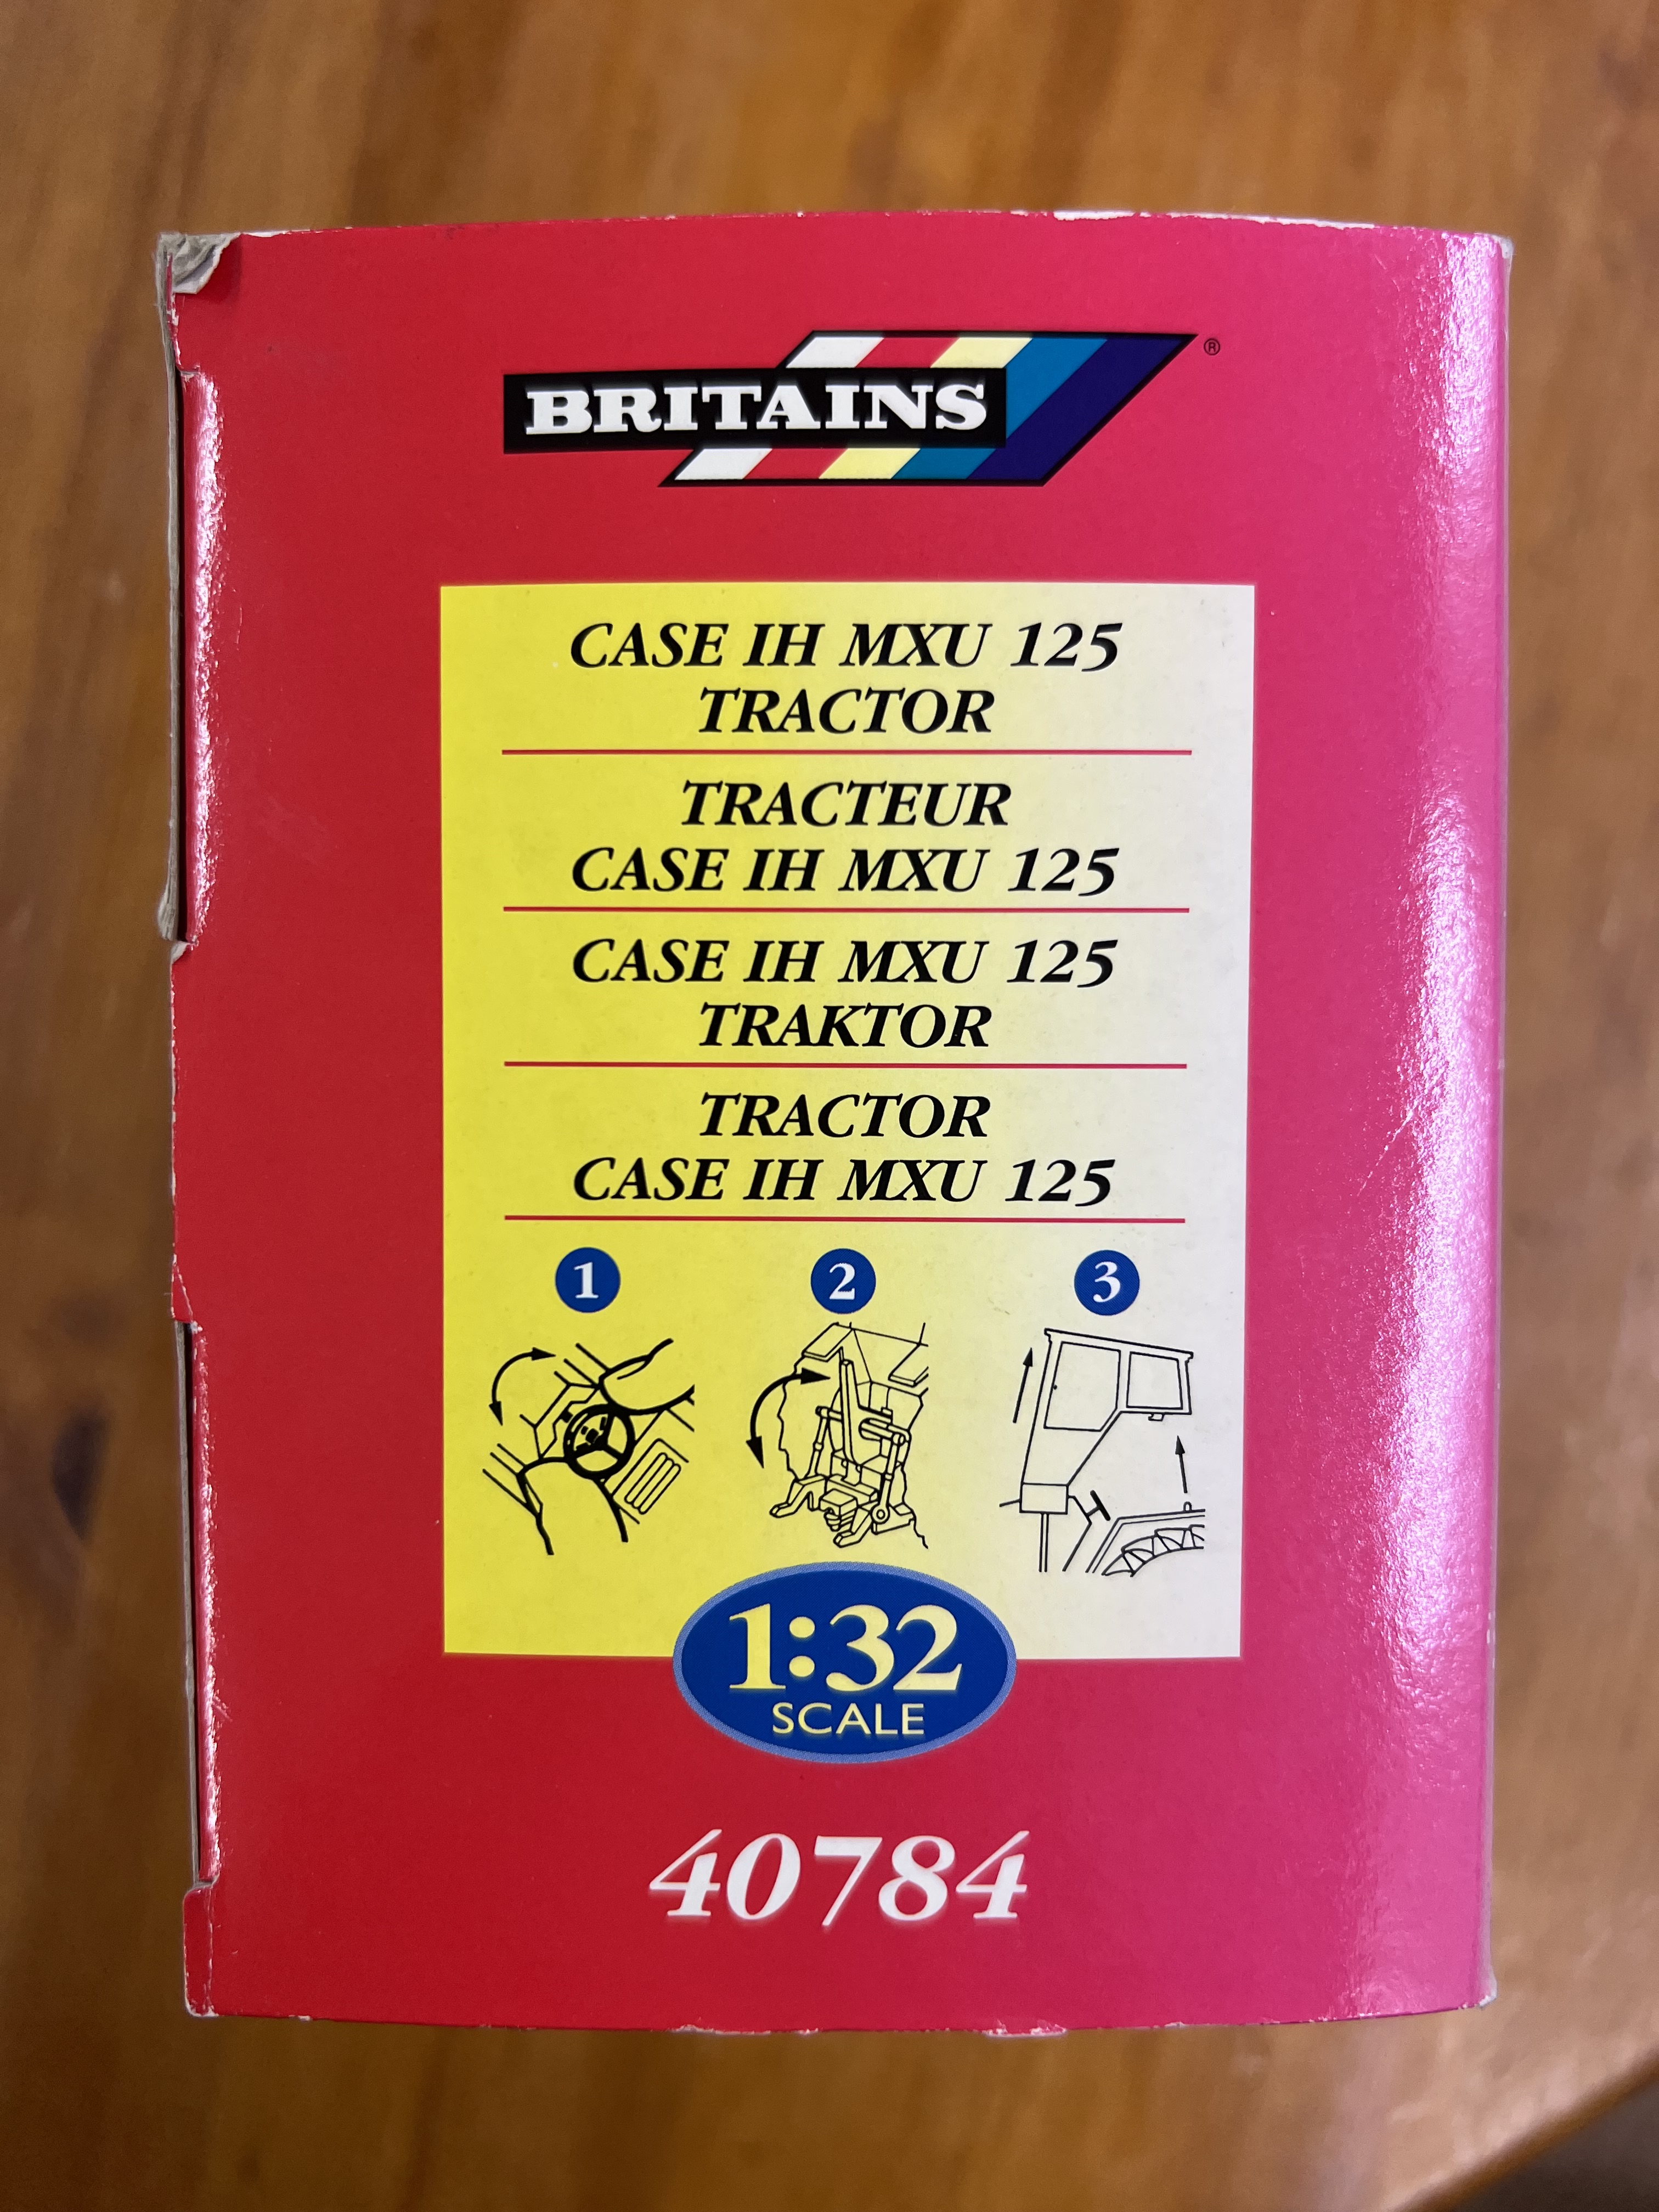 BRITAINS®
CASE IH MXU 125
TRACTOR
TRACTEUR
CASE IH MXU 125
CASE IH MXU 125
TRAKTOR
TRACTOR
CASE IH MXU 125
1 2 3
1:32
SCALE
40784